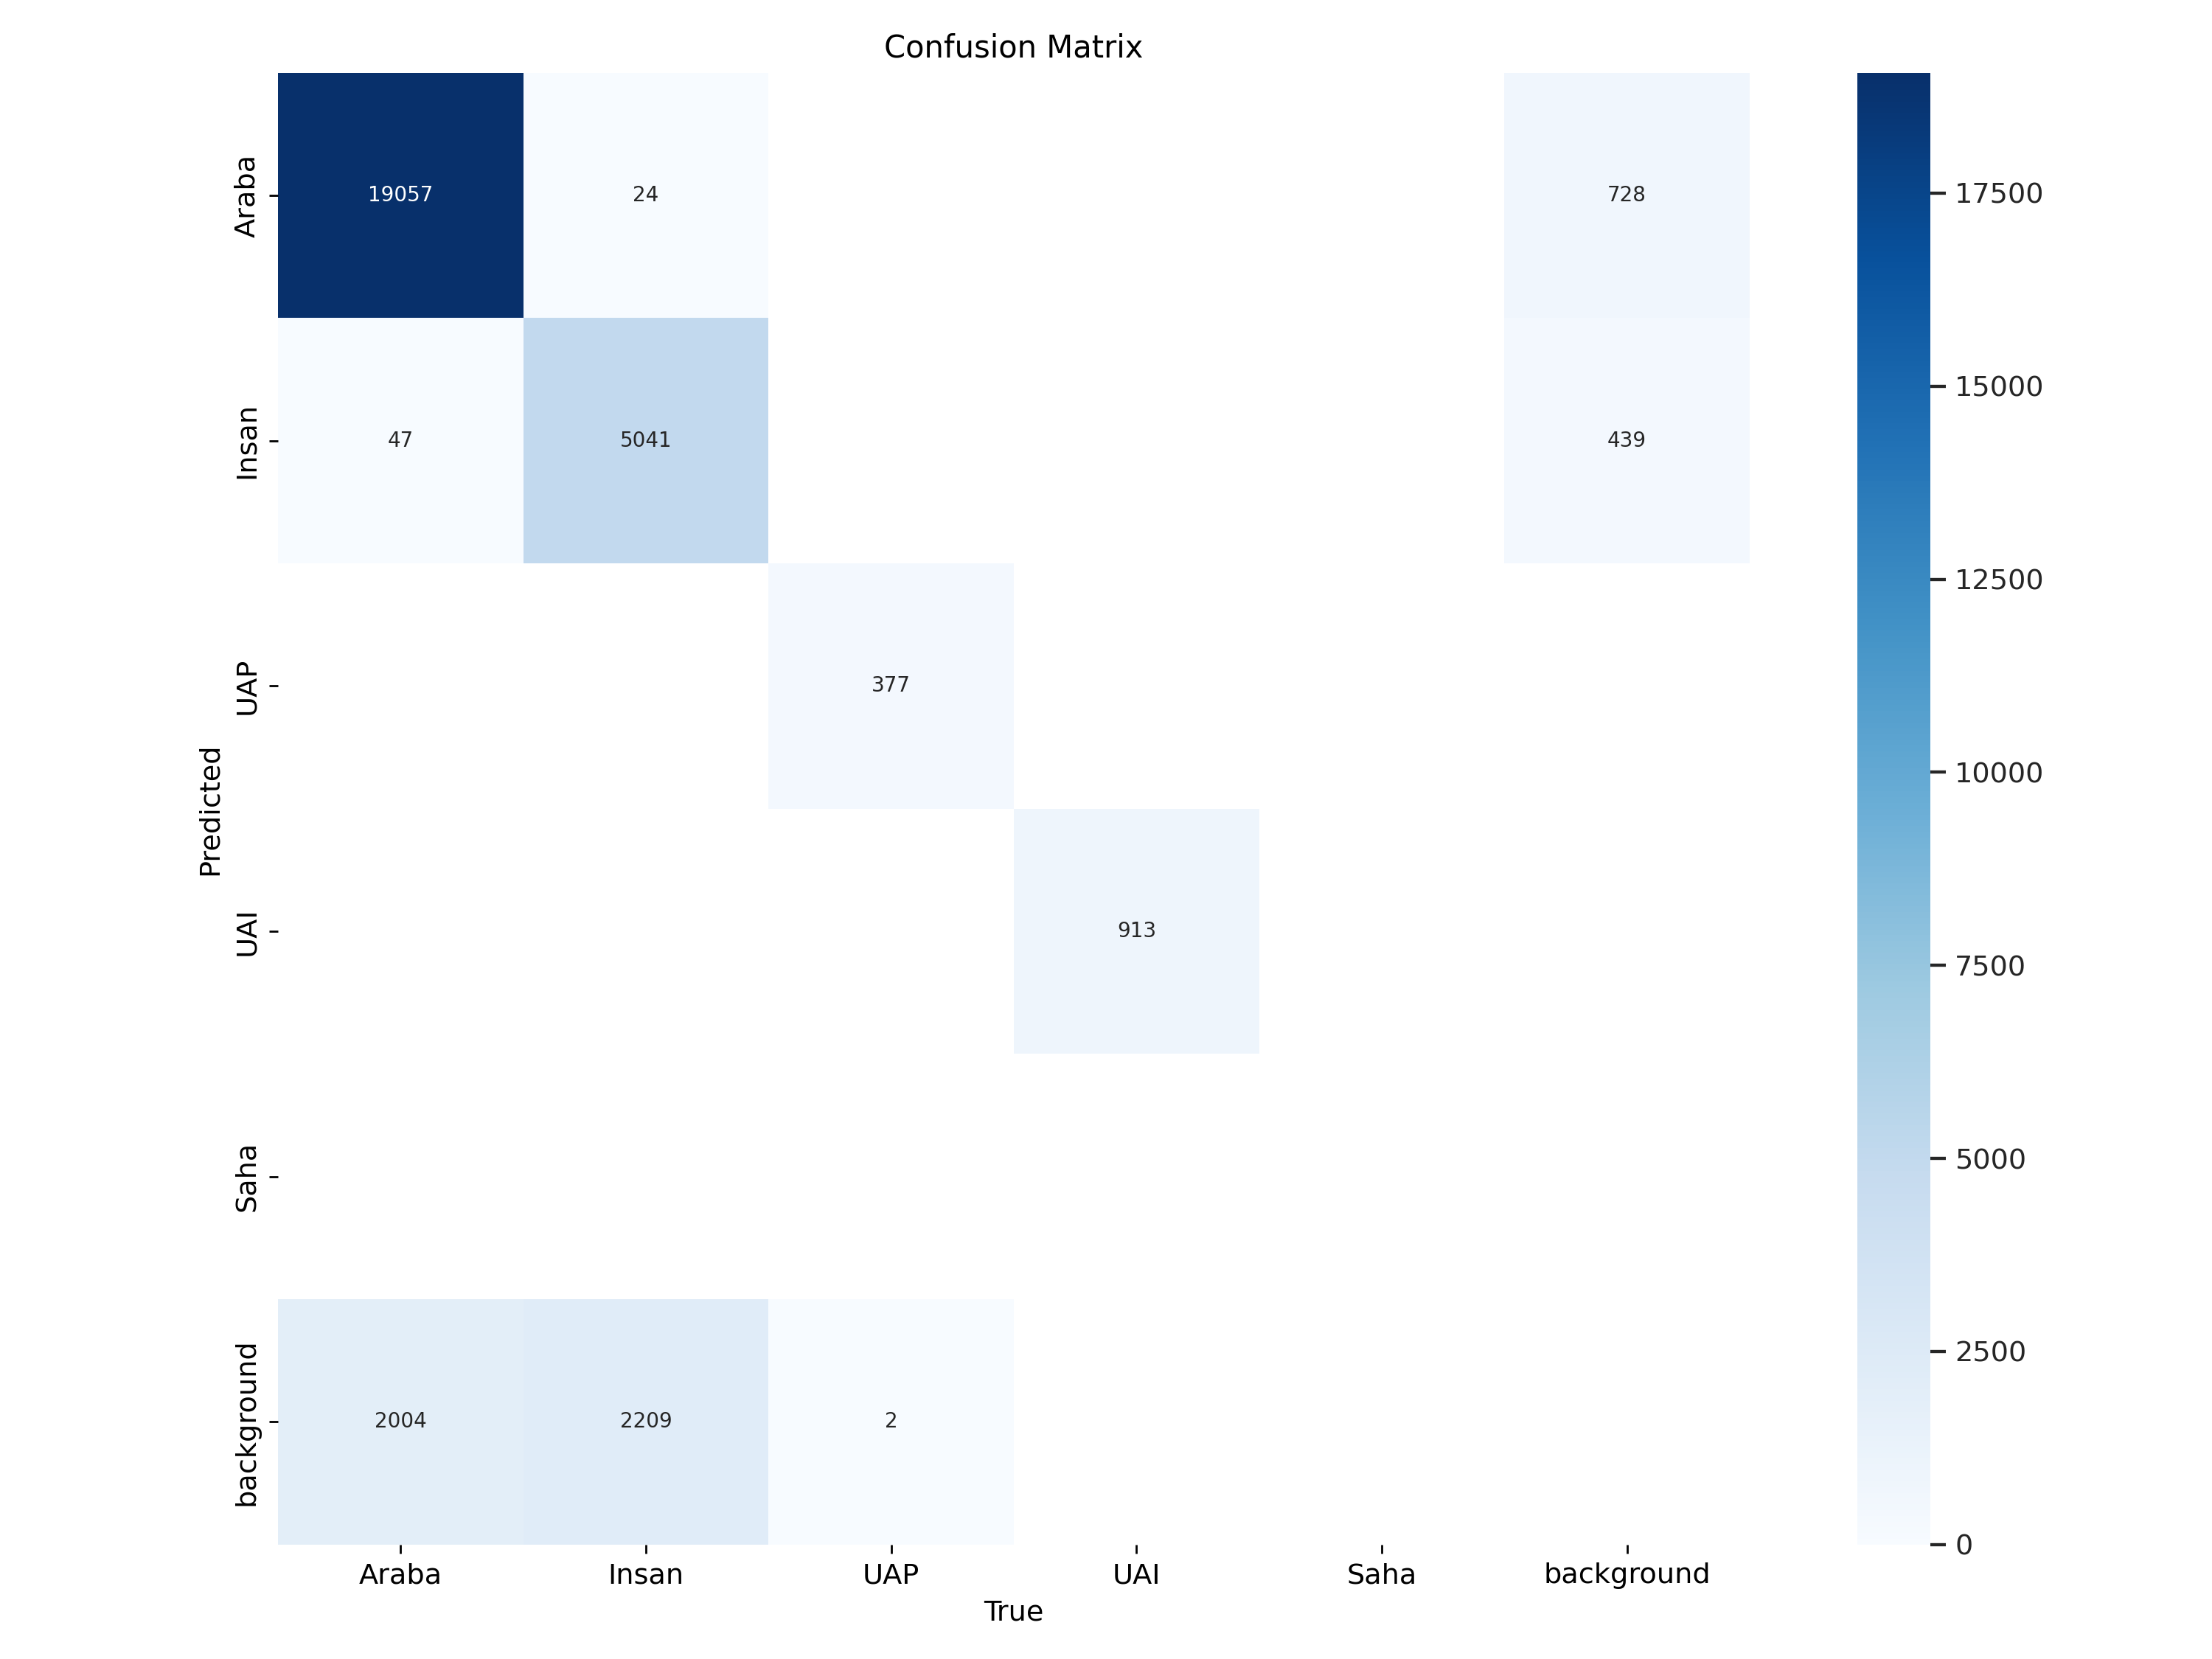 Confusion Matrix
Araba
19057
24
728
17500
15000
Insan
47
5041
439
12500
UAP
377
10000
Predicted
UAI
913
7500
Saha
5000
background
2004
2209
2
2500
0
Araba
Insan
UAP
UAI
Saha
background
True